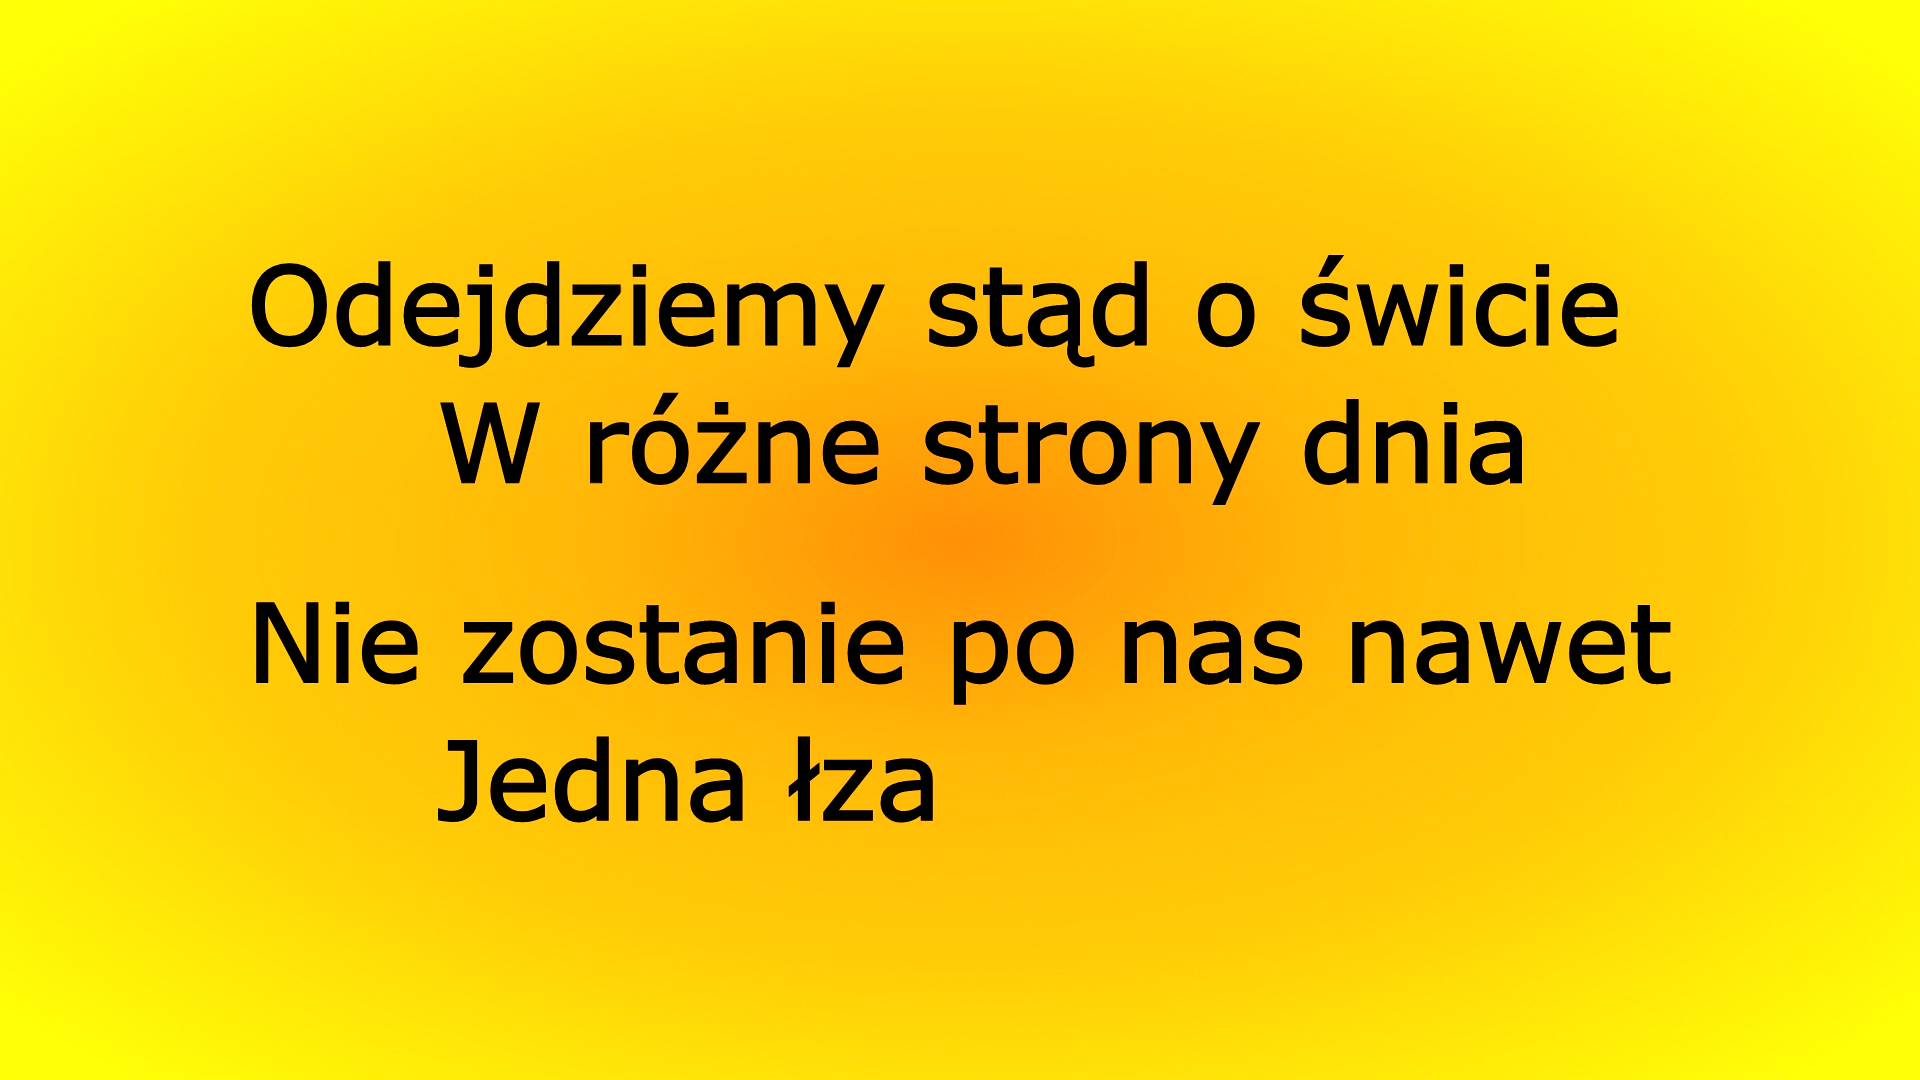 Odejdziemy stąd o świcie
W różne strony dnia
Nie zostanie po nas nawet
Jedna łza